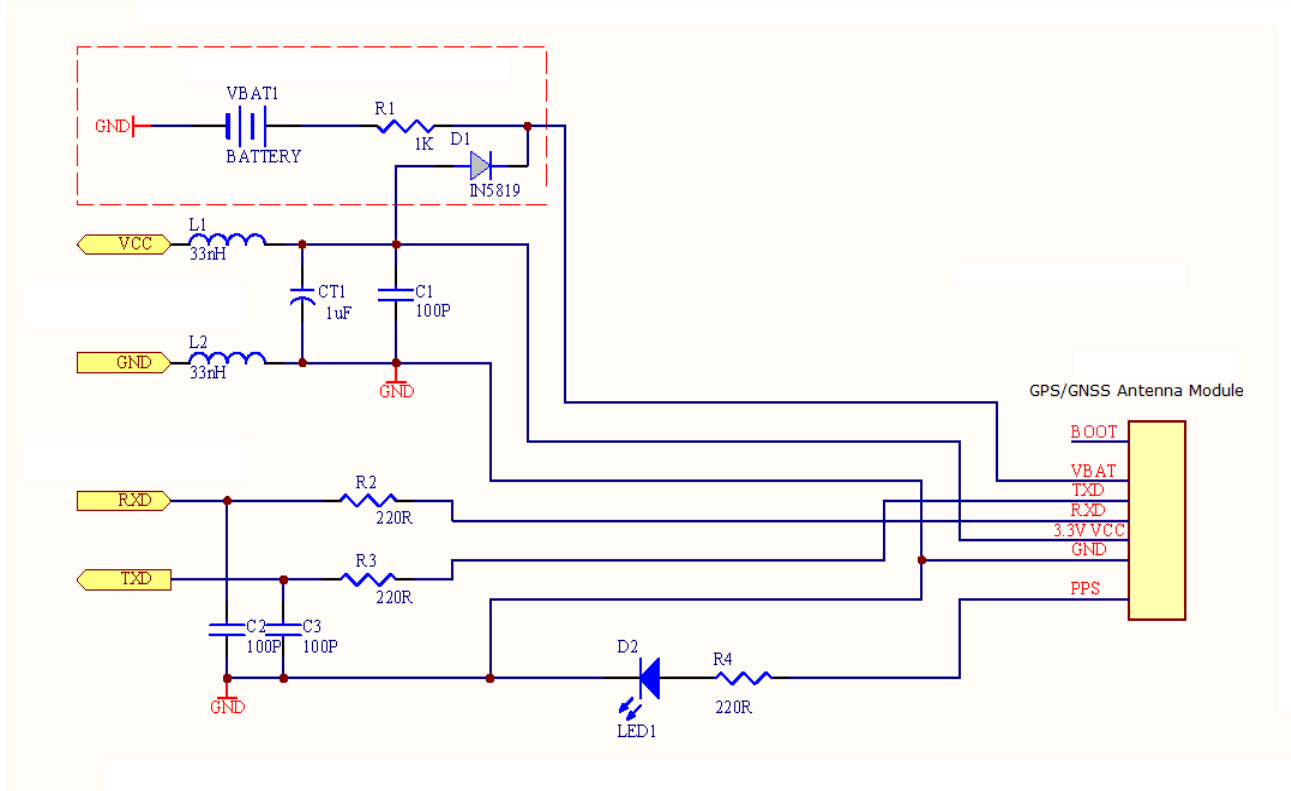 VBAT1
R1
GND
1K
D1
BATTERY
IN5819
L1
VCC
33nH
CT1
C1
1uF
100P
L2
GND
33nH
GND
GPS/GNSS Antenna Module
BOOT
VBAT
TXD
RXD
3.3V VCC
GND
PPS
R2
RXD
220R
R3
TXD
220R
C2
C3
100P
100P
D2
R4
GND
220R
LED1